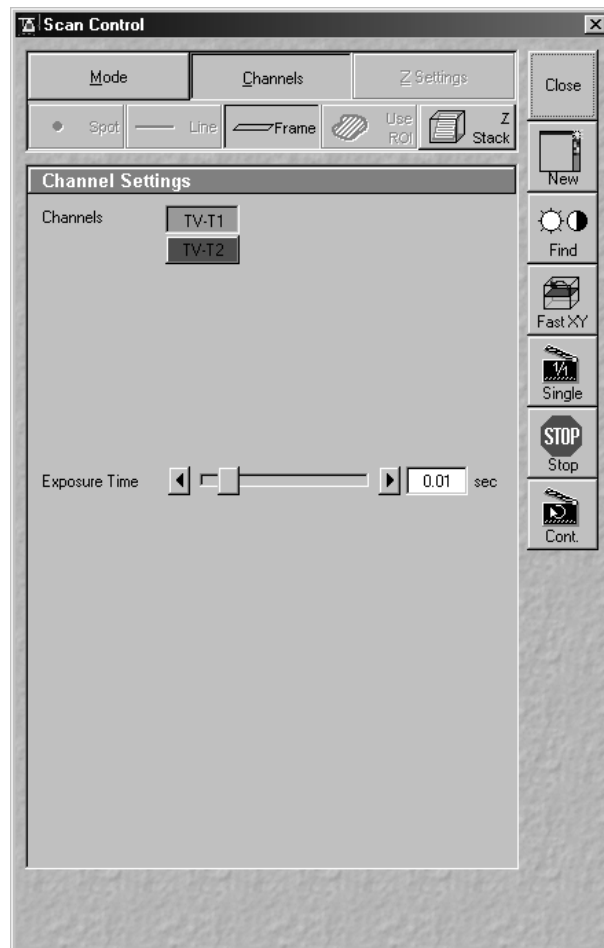 Scan Control
Mode
Channels
Z Settings
Close
Spot
Line
Frame
Use
ROI
Z
Stack
New
Channel Settings
Channels
TV-T1
TV-T2
Find
Fast XY
1/1
Single
STOP
Stop
Exposure Time
0.01
sec
Cont.